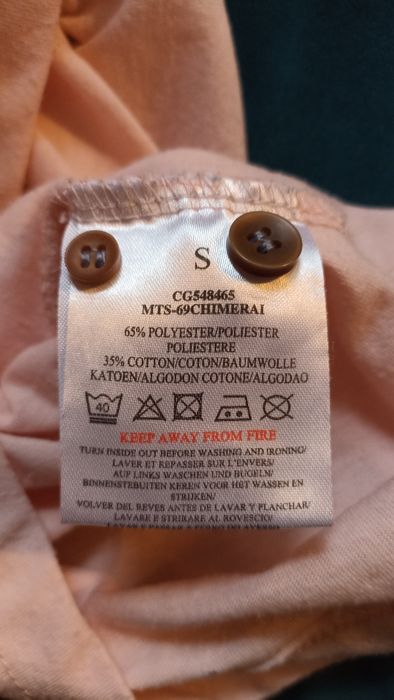 S
CG548465
MTS-69CHIMERAI
65% POLYESTER/POLIESTER
POLIESTERE
35% COTTON/COTON/BAUMWOLLE
KATOEN/ALGODON COTONE/ALGODAO
40
KEEP AWAY FROM FIRE
TURN INSIDE OUT BEFORE WASHING AND IRONING/
LAVER ET REPASSER SUR L'ENVERS/
AUF LINKS WASCHEN UND BUGELN/
BINNENSTEBUITEN KEREN VOOR HET WASSEN EN
STRIJKEN/
VOLVER DEL REVES ANTES DE LAVAR Y PLANCHAR/
LAVARE E STIRARE AL ROVESCIO/